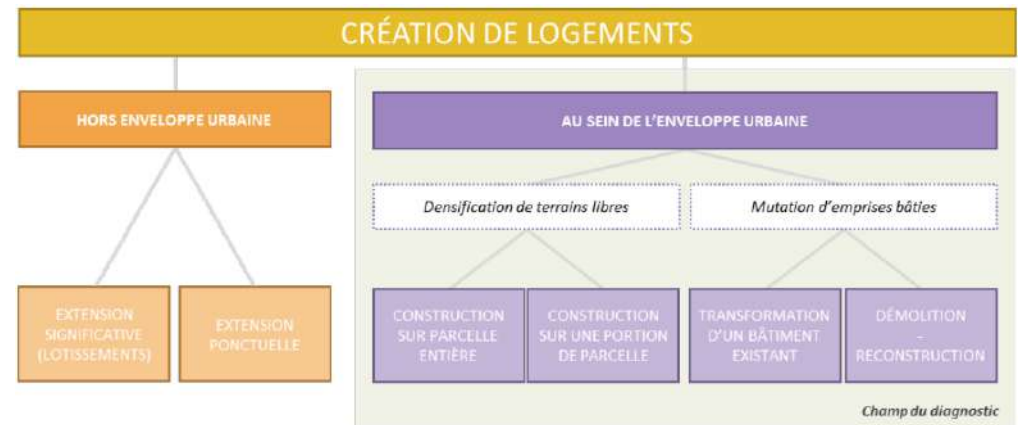 CRÉATION DE LOGEMENTS
HORS ENVELOPPE URBAINE
AU SEIN DE L'ENVELOPPE URBAINE
Densification de terrains libres
Mutation d'emprises bâties
EXTENSION
SIGNIFICATIVE
(LOTISSEMENTS)
EXTENSION
PONCTUELLE
CONSTRUCTION
SUR PARCELLE
ENTIÈRE
CONSTRUCTION
SUR UNE PORTION
DE PARCELLE
TRANSFORMATION
D'UN BÂTIMENT
EXISTANT
DÉMOLITION
-
RECONSTRUCTION
Champ du diagnostic